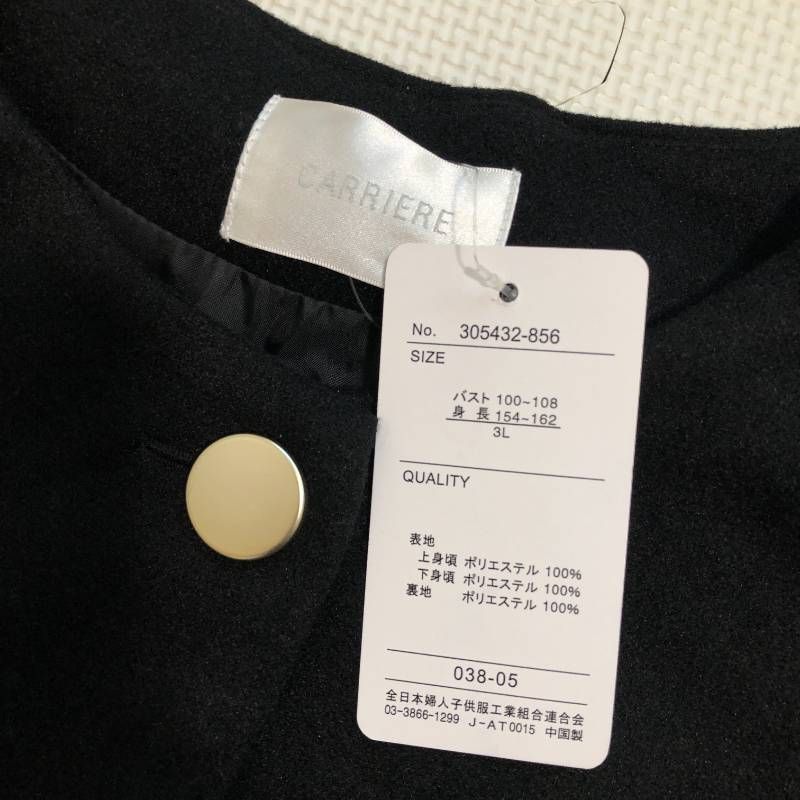 CARRIERE
No. 305432-856
SIZE
バスト 100~108
身 長 154~162
3L
QUALITY
表地
上身頃 ポリエステル 100%
下身頃 ポリエステル 100%
裏地 ポリエステル 100%
038-05
全日本婦人子供服工業組合連合会
03-3866-1299 J-AT0015 中国製